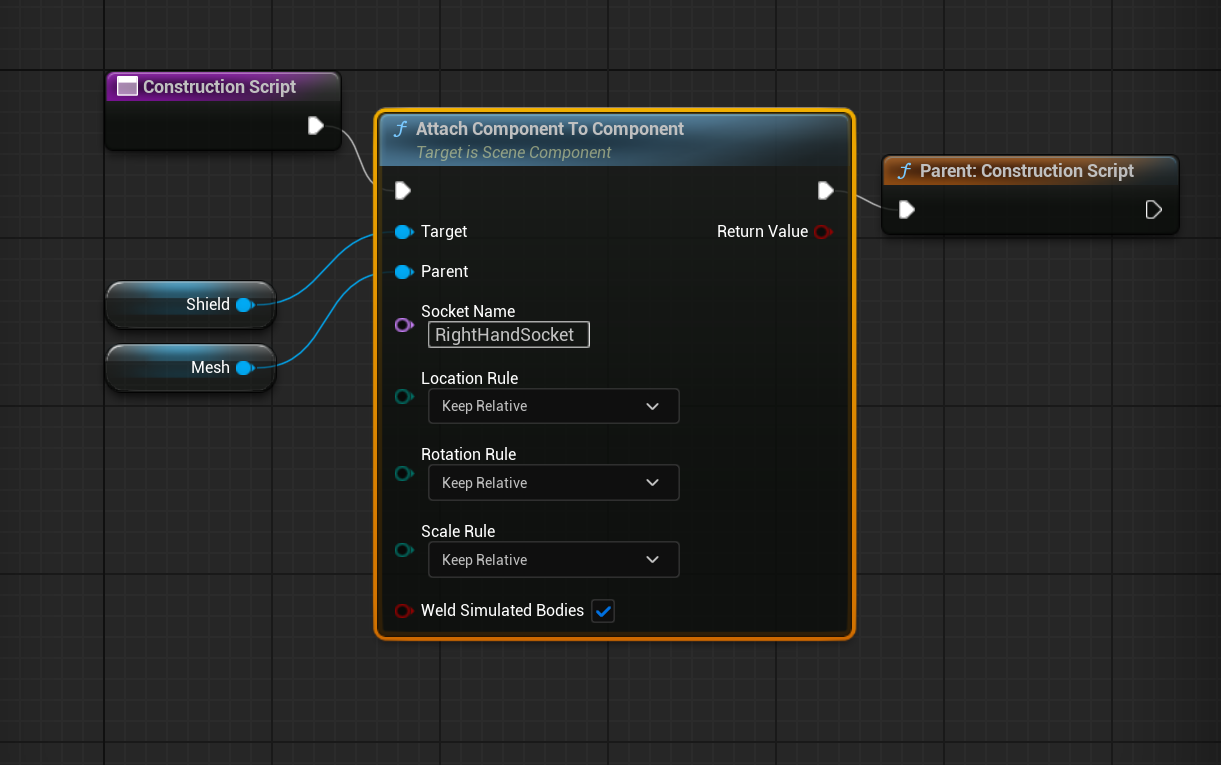 Construction Script
Attach Component To Component
Target is Scene Component
Parent: Construction Script
Target
Return Value
Parent
Shield
Socket Name
RightHandSocket
Mesh
Location Rule
Keep Relative
Rotation Rule
Keep Relative
Scale Rule
Keep Relative
Weld Simulated Bodies